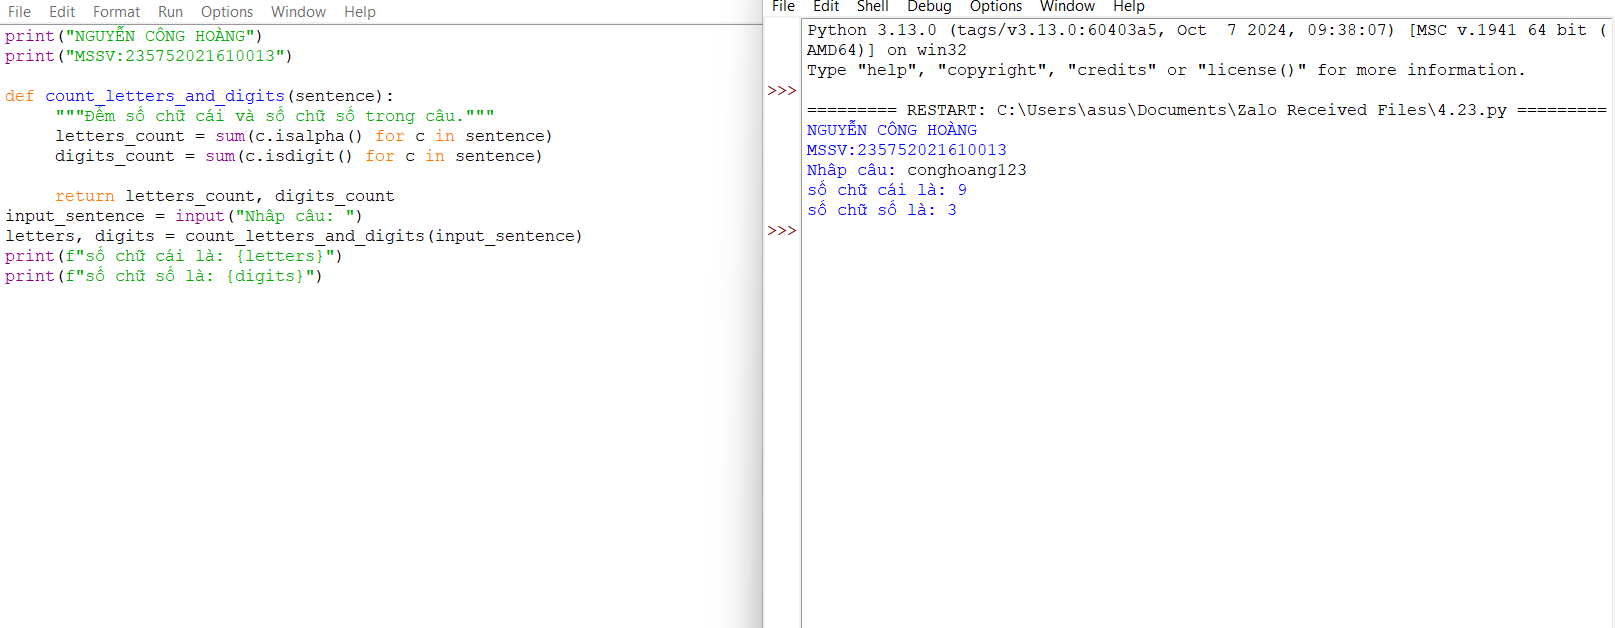 File Edit Format Run Options Window Help
print("NGUYỄN CÔNG HOÀNG")
print("MSSV:235752021610013")
def count_letters_and_digits(sentence):
"""Đếm số chữ cái và số chữ số trong câu."""
letters_count = sum(c.isalpha() for c in sentence)
digits_count = sum(c.isdigit() for c in sentence)
return letters_count, digits_count
input_sentence = input("Nhâp câu: ")
letters, digits = count_letters_and_digits(input_sentence)
print(f"số chữ cái là: {letters}")
print(f"số chữ số là: {digits}")
File Edit Shell Debug Options Window Help
Python 3.13.0 (tags/v3.13.0:60403a5, Oct  7 2024, 09:38:07) [MSC v.1941 64 bit (
AMD64)] on win32
Type "help", "copyright", "credits" or "license()" for more information.
>>>
========= RESTART: C:\Users\asus\Documents\Zalo Received Files\4.23.py =========
NGUYỄN CÔNG HOÀNG
MSSV:235752021610013
Nhâp câu: conghoang123
số chữ cái là: 9
số chữ số là: 3
>>>